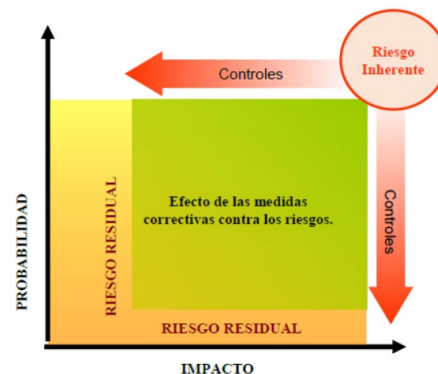 Riesgo
Inherente
Controles
Controles
Efecto de las medidas
correctivas contra los riesgos.
RIESGO RESIDUAL
RIESGO RESIDUAL
PROBABILIDAD
IMPACTO